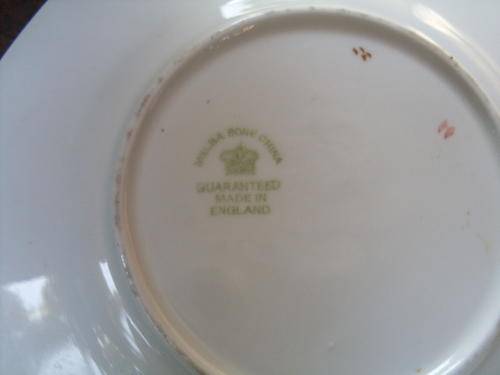 MELBA BONE CHINA
GUARANTEED
MADE IN
ENGLAND